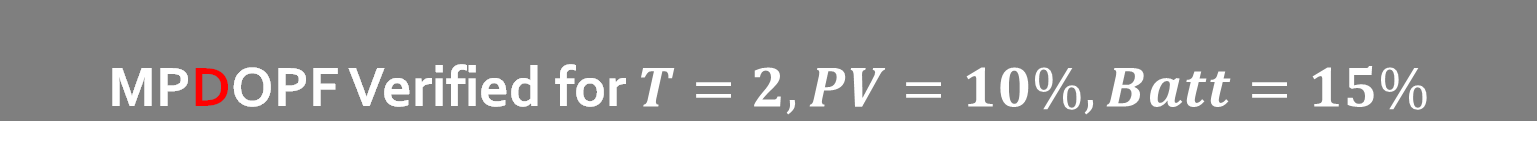 MPDOPF Verified for T = 2, PV = 10%, Batt = 15%